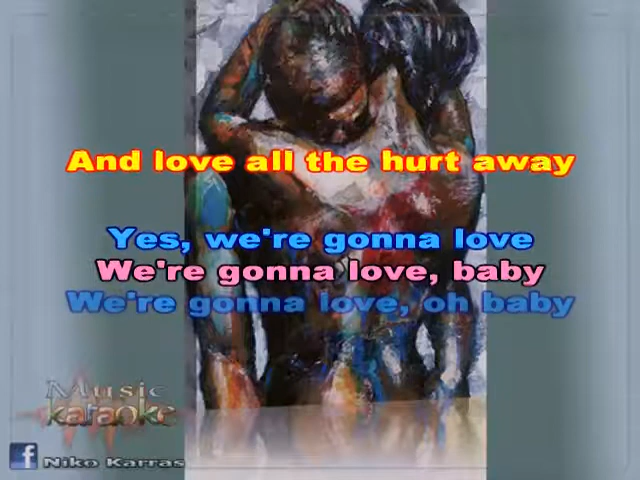 And love all the hurt away
Yes, we're gonna love
We're gonna love, baby
We're gonna love, oh baby
Music
karaoke
f Niko Karras